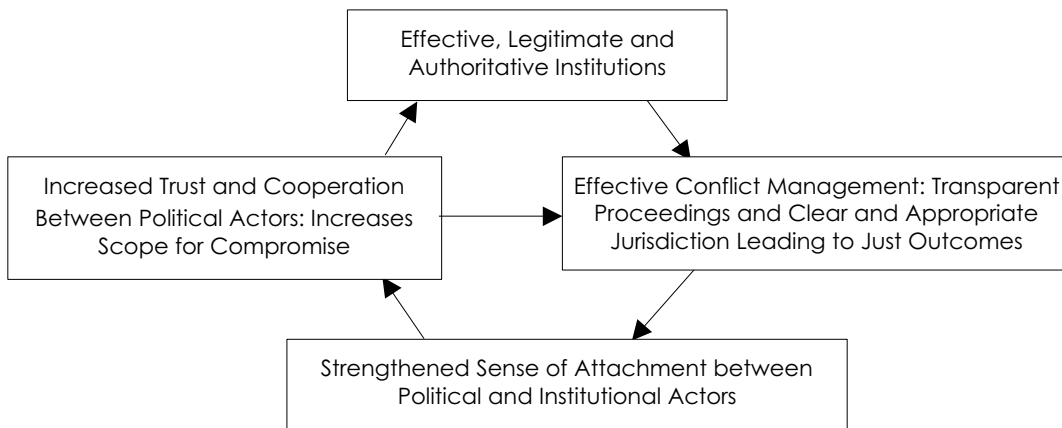 Effective, Legitimate and
Authoritative Institutions
Increased Trust and Cooperation
Between Political Actors: Increases
Scope for Compromise
Effective Conflict Management: Transparent
Proceedings and Clear and Appropriate
Jurisdiction Leading to Just Outcomes
Strengthened Sense of Attachment between
Political and Institutional Actors